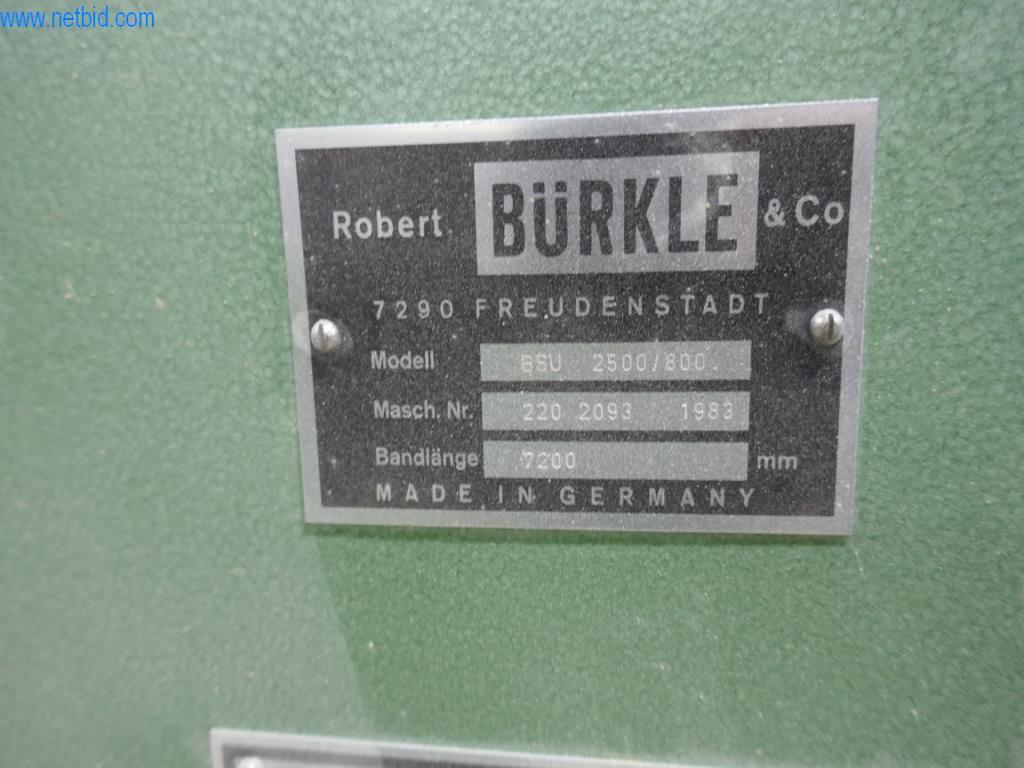 www.netbid.com
Robert BÜRKLE & Co
7290 FREUDENSTADT
Modell BSU 2500/800
Masch. Nr. 220 2093 1983
Bandlänge 7200 mm
MADE IN GERMANY